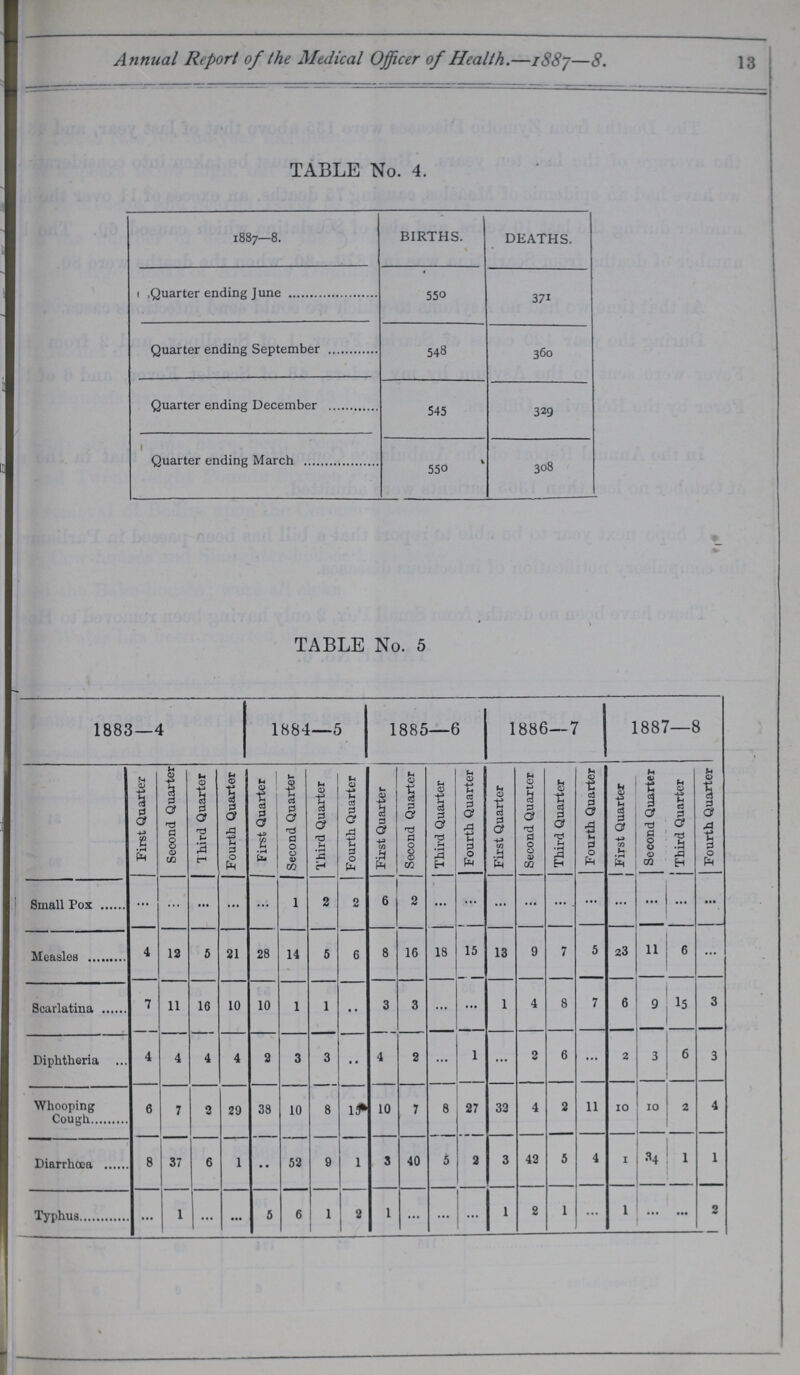 Annual Report of the Medical Officer of Health.—1887—8. 13
TABLE No. 4.
1887—8. BIRTHS. DEATHS.
Quarter ending June ..................... 550 371
Quarter ending September ............ 548 360
Quarter ending December ............ 545 329
Quarter ending March .................. 550 308
TABLE No. 5
1883—4 1884—5 1885—6 1886—7 1887—8
First Quarter Second Quarter Third Quarter Fourth Quarter First Quarter Second Quarter Third Quarter Fourth Quarter First Quarter Second Quarter Third Quarter Fourth Quarter First Quarter Second Quarter Third Quarter Fourth Quarter First Quarter Second Quarter Third Quarter Fourth Quarter
Small Pox ...... ... ... ... ... ... 1 2 2 6 2 ... ... ... ... ... ... ... ... ... ...
Measles ......... 4 12 5 21 28 14 5 6 8 16 18 15 13 9 7 5 23 11 6 ...
Scarlatina ...... 7 11 16 10 10 1 1 .. 3 3 ... ... 1 4 8 7 6 9 15 3
Diphtheria ... 4 4 4 4 2 3 3 .. 4 2 ... 1 ... 2 6 ... 2 3 6 3
Whooping
Cough......... 6 7 2 29 38 10 8 10 7 8 27 32 4 2 11 10 10 2 4
Diarrhœa ...... 8 37 6 1 .. 52 9 1 3 40 5 2 3 42 5 4 1 34 1 1
Typhus............ ... 1 ... ... 5 6 1 2 1 ... ... ... 1 2 1 ... 1 ... ... 2